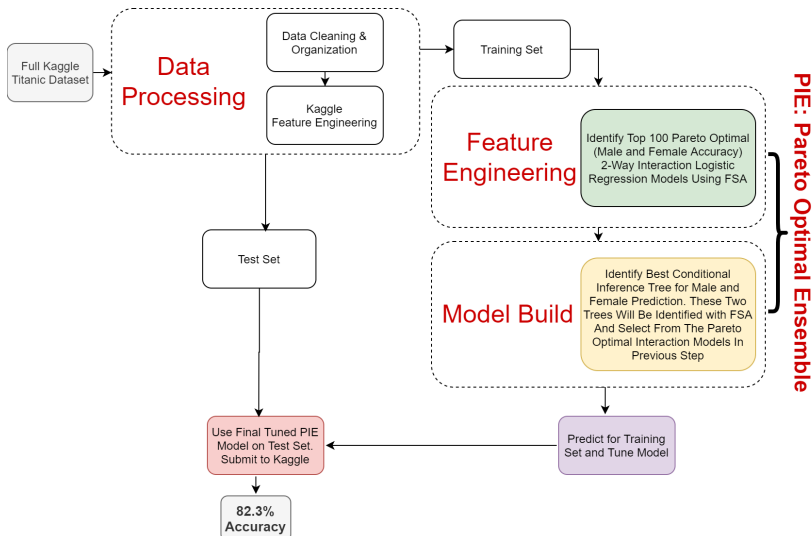 Full Kaggle
Titanic Dataset
Data
Processing
Data Cleaning &
Organization
Kaggle
Feature Engineering
Training Set
Feature
Engineering
Identify Top 100 Pareto Optimal
(Male and Female Accuracy)
2-Way Interaction Logistic
Regression Models Using FSA
PIE: Pareto Optimal Ensemble
Test Set
Model Build
Identify Best Conditional
Inference Tree for Male and
Female Prediction. These Two
Trees Will Be Identified with FSA
And Select From The Pareto
Optimal Interaction Models In
Previous Step
Use Final Tuned PIE
Model on Test Set.
Submit to Kaggle
Predict for Training
Set and Tune Model
82.3%
Accuracy